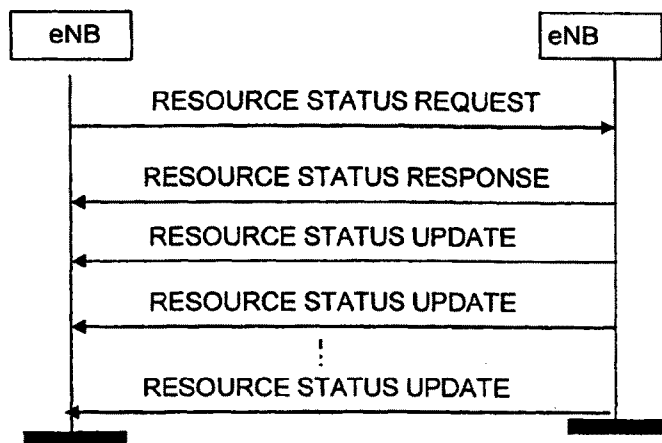 eNB
eNB
RESOURCE STATUS REQUEST
RESOURCE STATUS RESPONSE
RESOURCE STATUS UPDATE
RESOURCE STATUS UPDATE
RESOURCE STATUS UPDATE